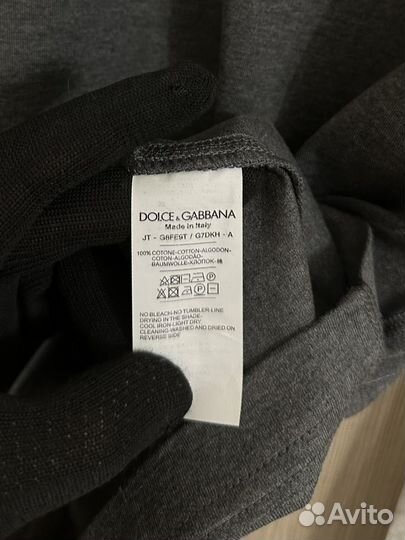 DOLCE & GABBANA
Made in Italy
JT - G8FE9T / G7DKH - A
100% COTONE-COTTON-ALGODON-
COTON-ALGODÃO-
BAUMWOLLE-ХЛОПОК-棉
NO BLEACH-NO TUMBLER-LINE
DRYING IN THE SHADE-
COOL IRON-LIGHT DRY
CLEANING-WASHED AND DRIED ON
REVERSE SIDE
Avito